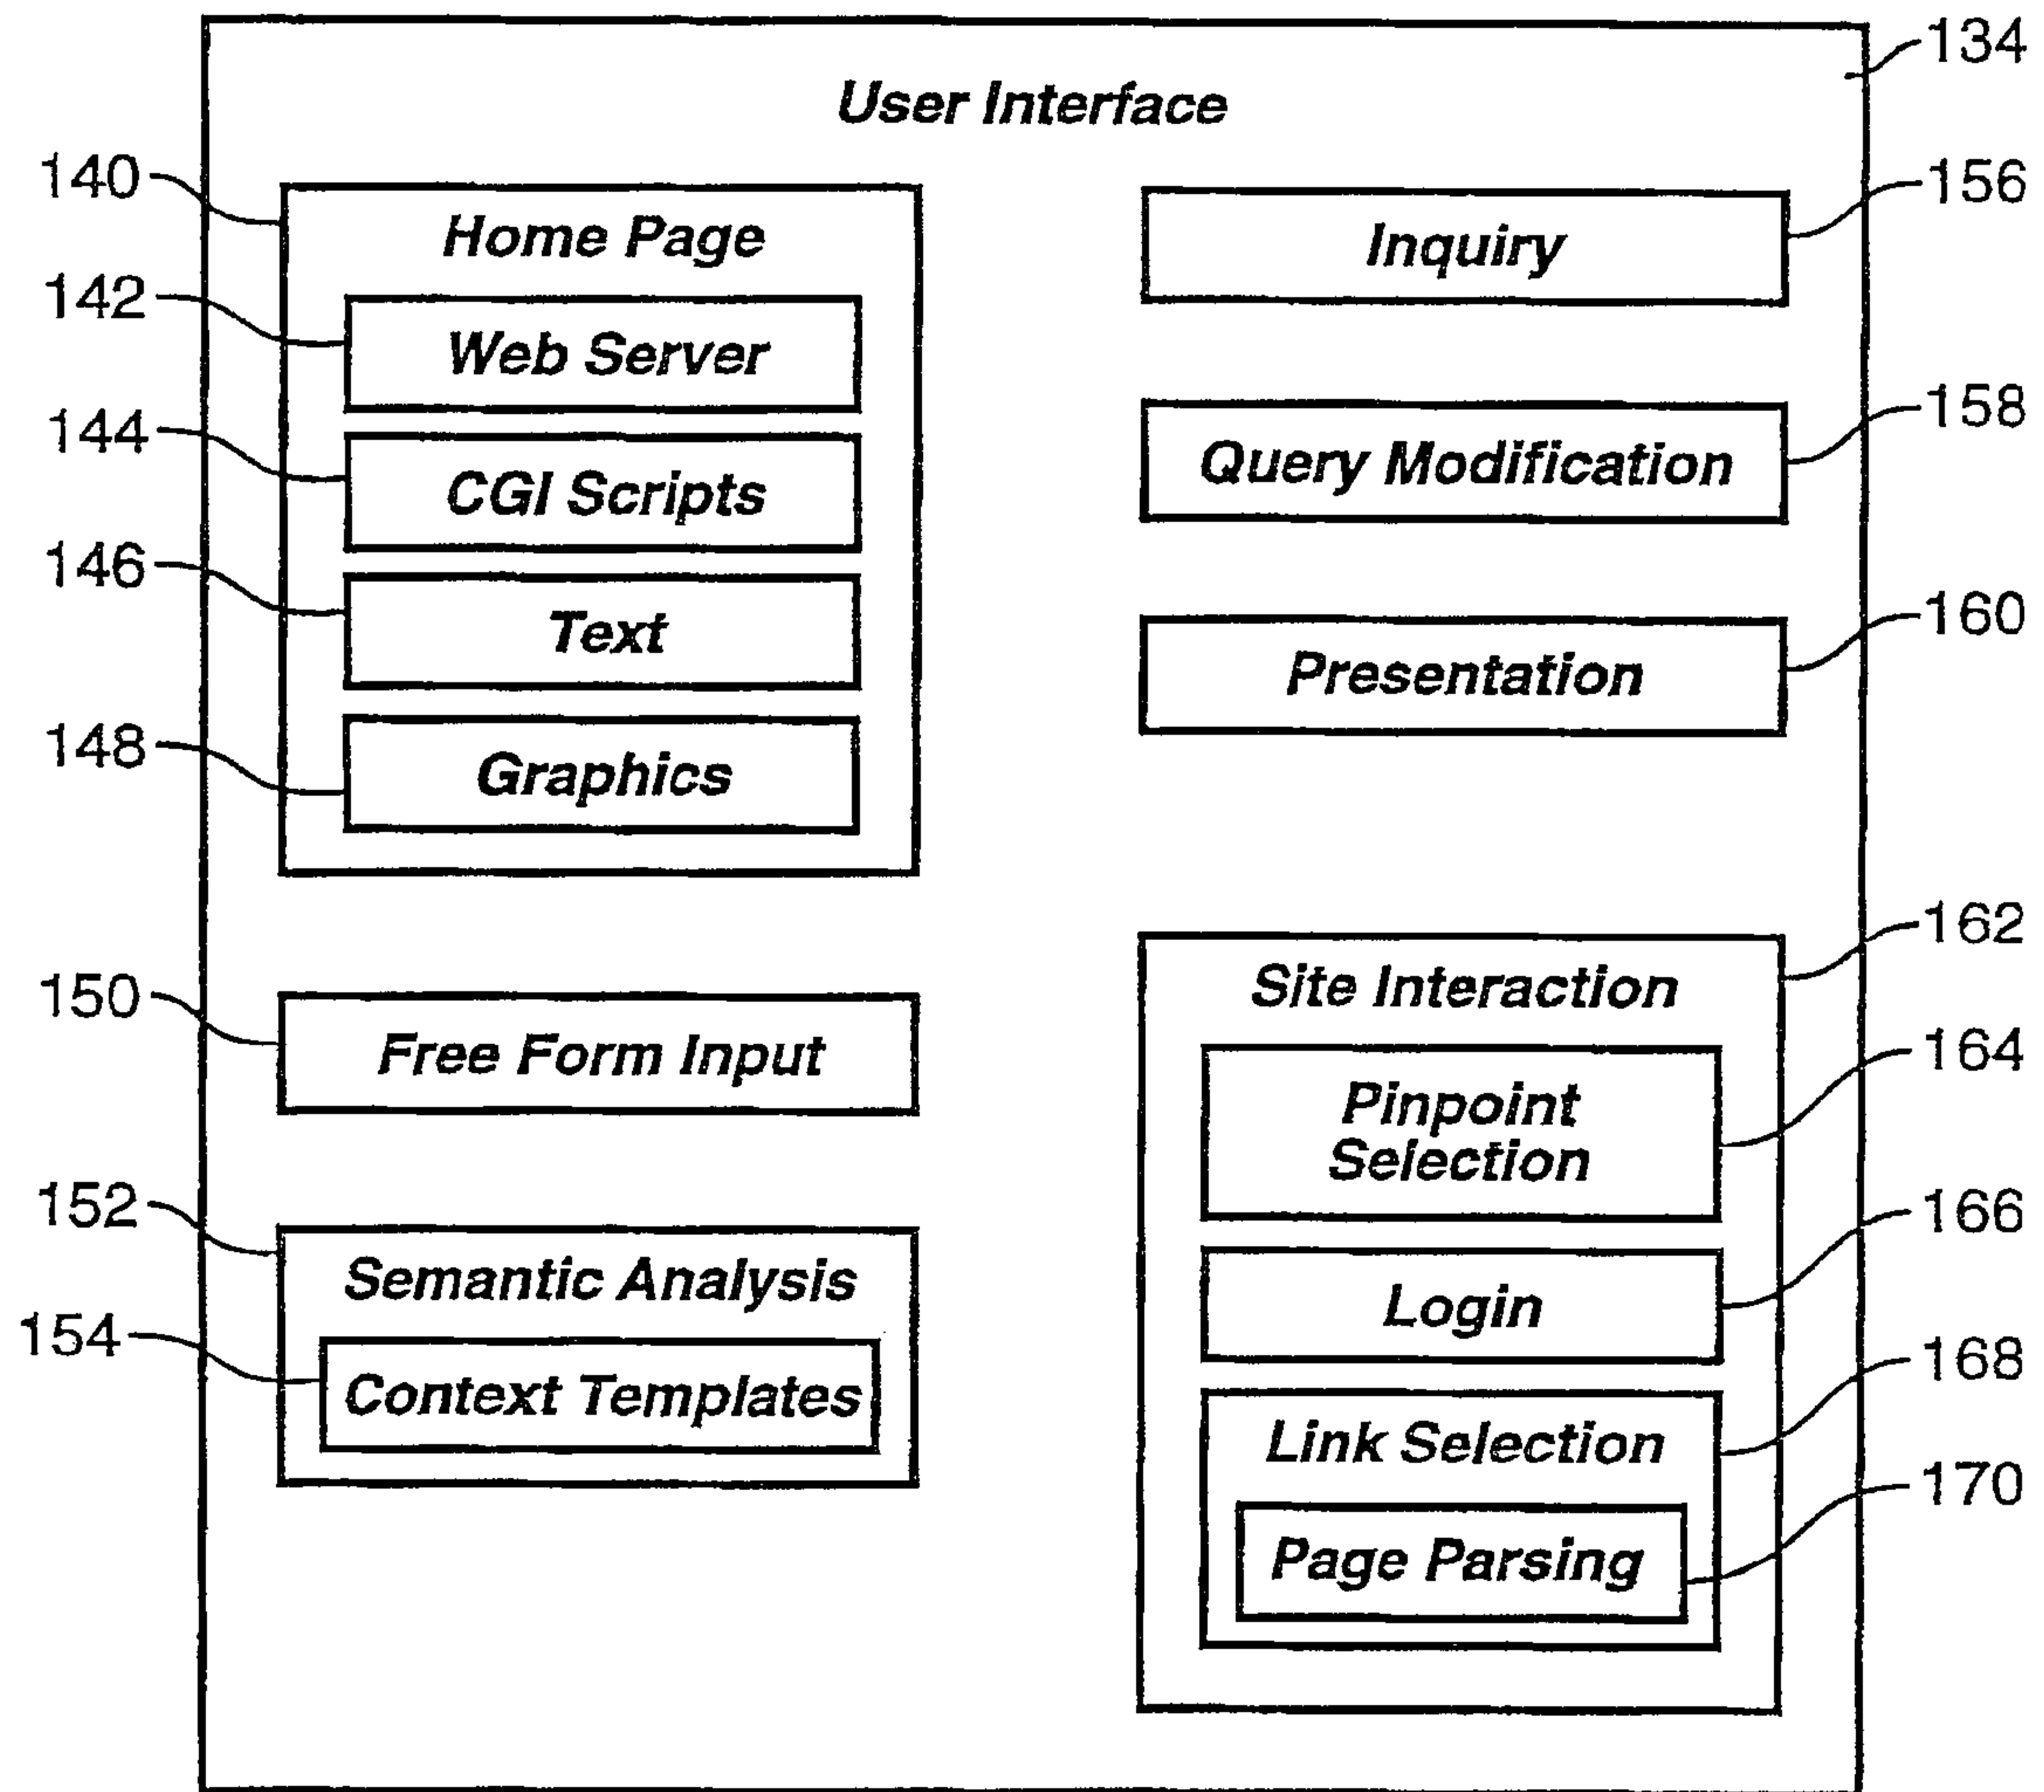 134
User Interface
140
Home Page
142
Web Server
144
CGI Scripts
146
Text
148
Graphics
150
Free Form Input
152
Semantic Analysis
154
Context Templates
156
Inquiry
158
Query Modification
160
Presentation
162
Site Interaction
164
Pinpoint
Selection
166
Login
168
Link Selection
170
Page Parsing